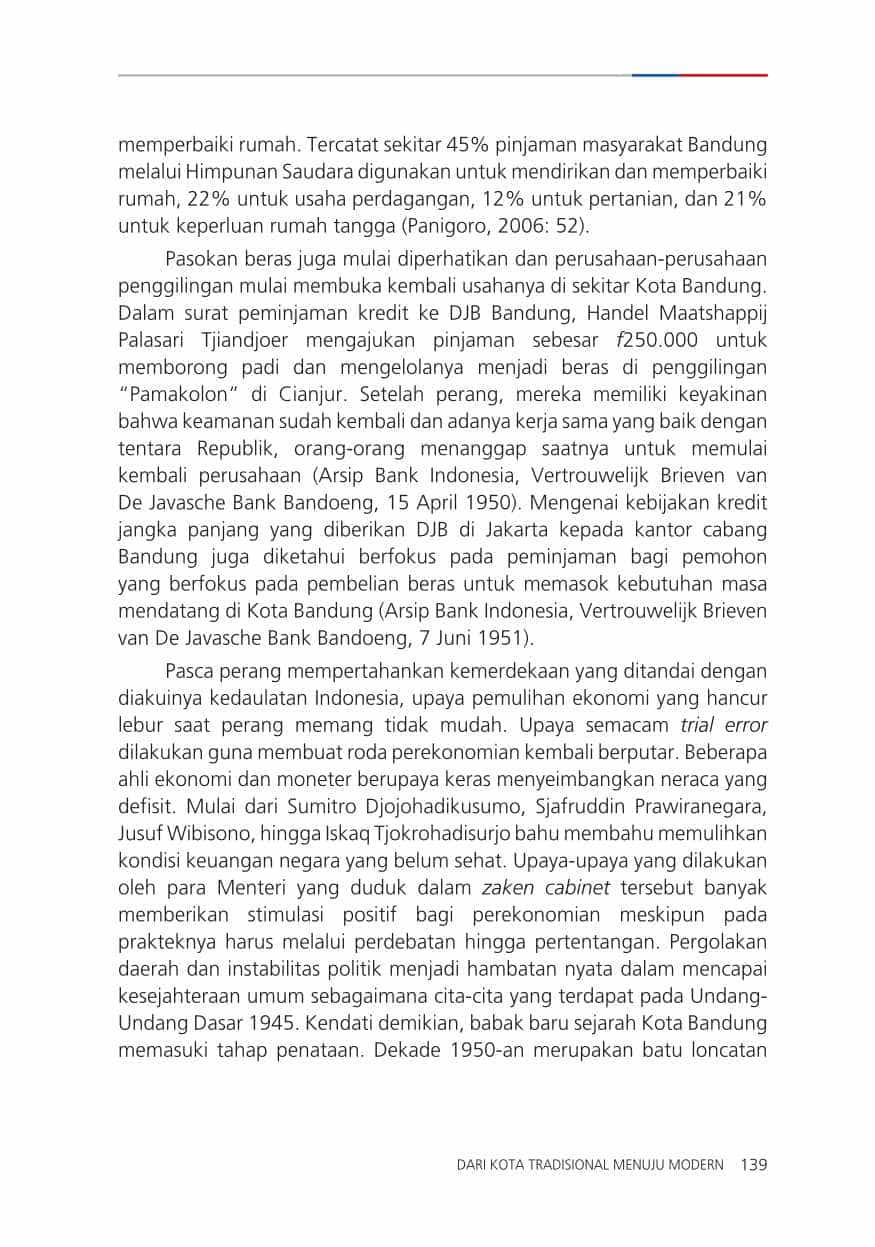 memperbaiki rumah. Tercatat sekitar 45% pinjaman masyarakat Bandung
melalui Himpunan Saudara digunakan untuk mendirikan dan memperbaiki
rumah, 22% untuk usaha perdagangan, 12% untuk pertanian, dan 21%
untuk keperluan rumah tangga (Panigoro, 2006: 52).
Pasokan beras juga mulai diperhatikan dan perusahaan-perusahaan
penggilingan mulai membuka kembali usahanya di sekitar Kota Bandung.
Dalam surat peminjaman kredit ke DJB Bandung, Handel Maatshappij
Palasari Tjiandjoer mengajukan pinjaman sebesar f250.000 untuk
memborong padi dan mengelolanya menjadi beras di penggilingan
“Pamakolon” di Cianjur. Setelah perang, mereka memiliki keyakinan
bahwa keamanan sudah kembali dan adanya kerja sama yang baik dengan
tentara Republik, orang-orang menanggap saatnya untuk memulai
kembali perusahaan (Arsip Bank Indonesia, Vertrouwelijk Brieven van
De Javasche Bank Bandoeng, 15 April 1950). Mengenai kebijakan kredit
jangka panjang yang diberikan DJB di Jakarta kepada kantor cabang
Bandung juga diketahui berfokus pada peminjaman bagi pemohon
yang berfokus pada pembelian beras untuk memasok kebutuhan masa
mendatang di Kota Bandung (Arsip Bank Indonesia, Vertrouwelijk Brieven
van De Javasche Bank Bandoeng, 7 Juni 1951).
Pasca perang mempertahankan kemerdekaan yang ditandai dengan
diakuinya kedaulatan Indonesia, upaya pemulihan ekonomi yang hancur
lebur saat perang memang tidak mudah. Upaya semacam trial error
dilakukan guna membuat roda perekonomian kembali berputar. Beberapa
ahli ekonomi dan moneter berupaya keras menyeimbangkan neraca yang
defisit. Mulai dari Sumitro Djojohadikusumo, Sjafruddin Prawiranegara,
Jusuf Wibisono, hingga Iskaq Tjokrohadisurjo bahu membahu memulihkan
kondisi keuangan negara yang belum sehat. Upaya-upaya yang dilakukan
oleh para Menteri yang duduk dalam zaken cabinet tersebut banyak
memberikan stimulasi positif bagi perekonomian meskipun pada
prakteknya harus melalui perdebatan hingga pertentangan. Pergolakan
daerah dan instabilitas politik menjadi hambatan nyata dalam mencapai
kesejahteraan umum sebagaimana cita-cita yang terdapat pada Undang-
Undang Dasar 1945. Kendati demikian, babak baru sejarah Kota Bandung
memasuki tahap penataan. Dekade 1950-an merupakan batu loncatan
DARI KOTA TRADISIONAL MENUJU MODERN 139